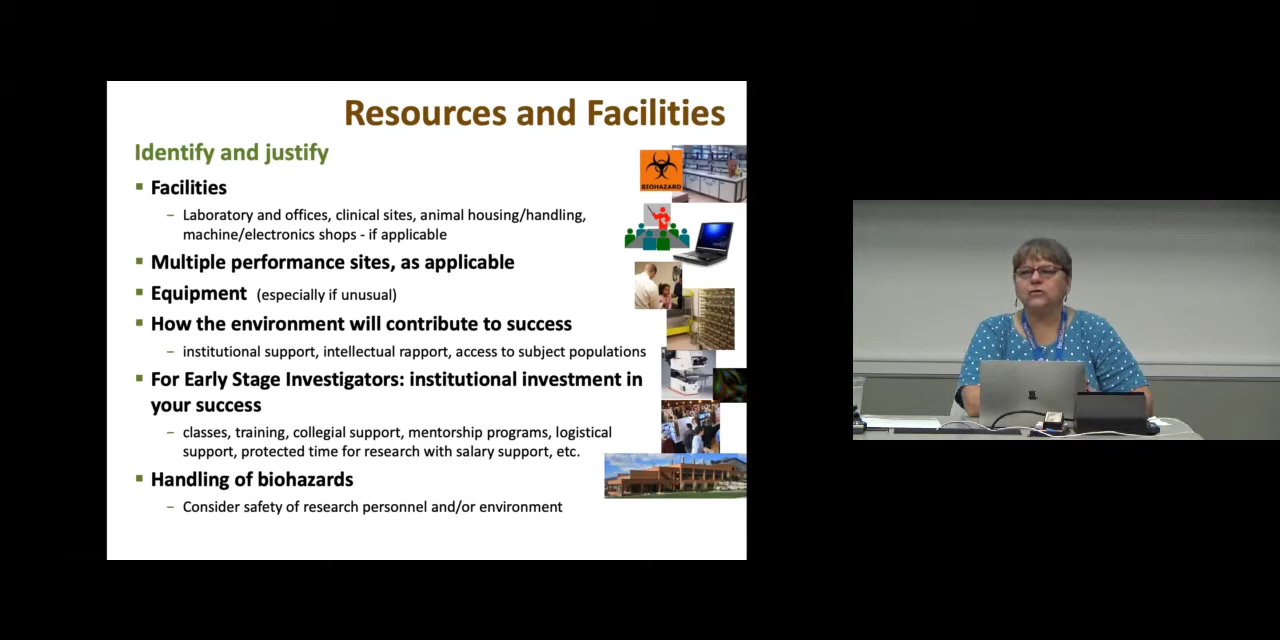 Resources and Facilities
Identify and justify
▪ Facilities
– Laboratory and offices, clinical sites, animal housing/handling,
machine/electronics shops - if applicable
▪ Multiple performance sites, as applicable
▪ Equipment (especially if unusual)
▪ How the environment will contribute to success
– institutional support, intellectual rapport, access to subject populations
▪ For Early Stage Investigators: institutional investment in
your success
– classes, training, collegial support, mentorship programs, logistical
support, protected time for research with salary support, etc.
▪ Handling of biohazards
– Consider safety of research personnel and/or environment
BIOHAZARD